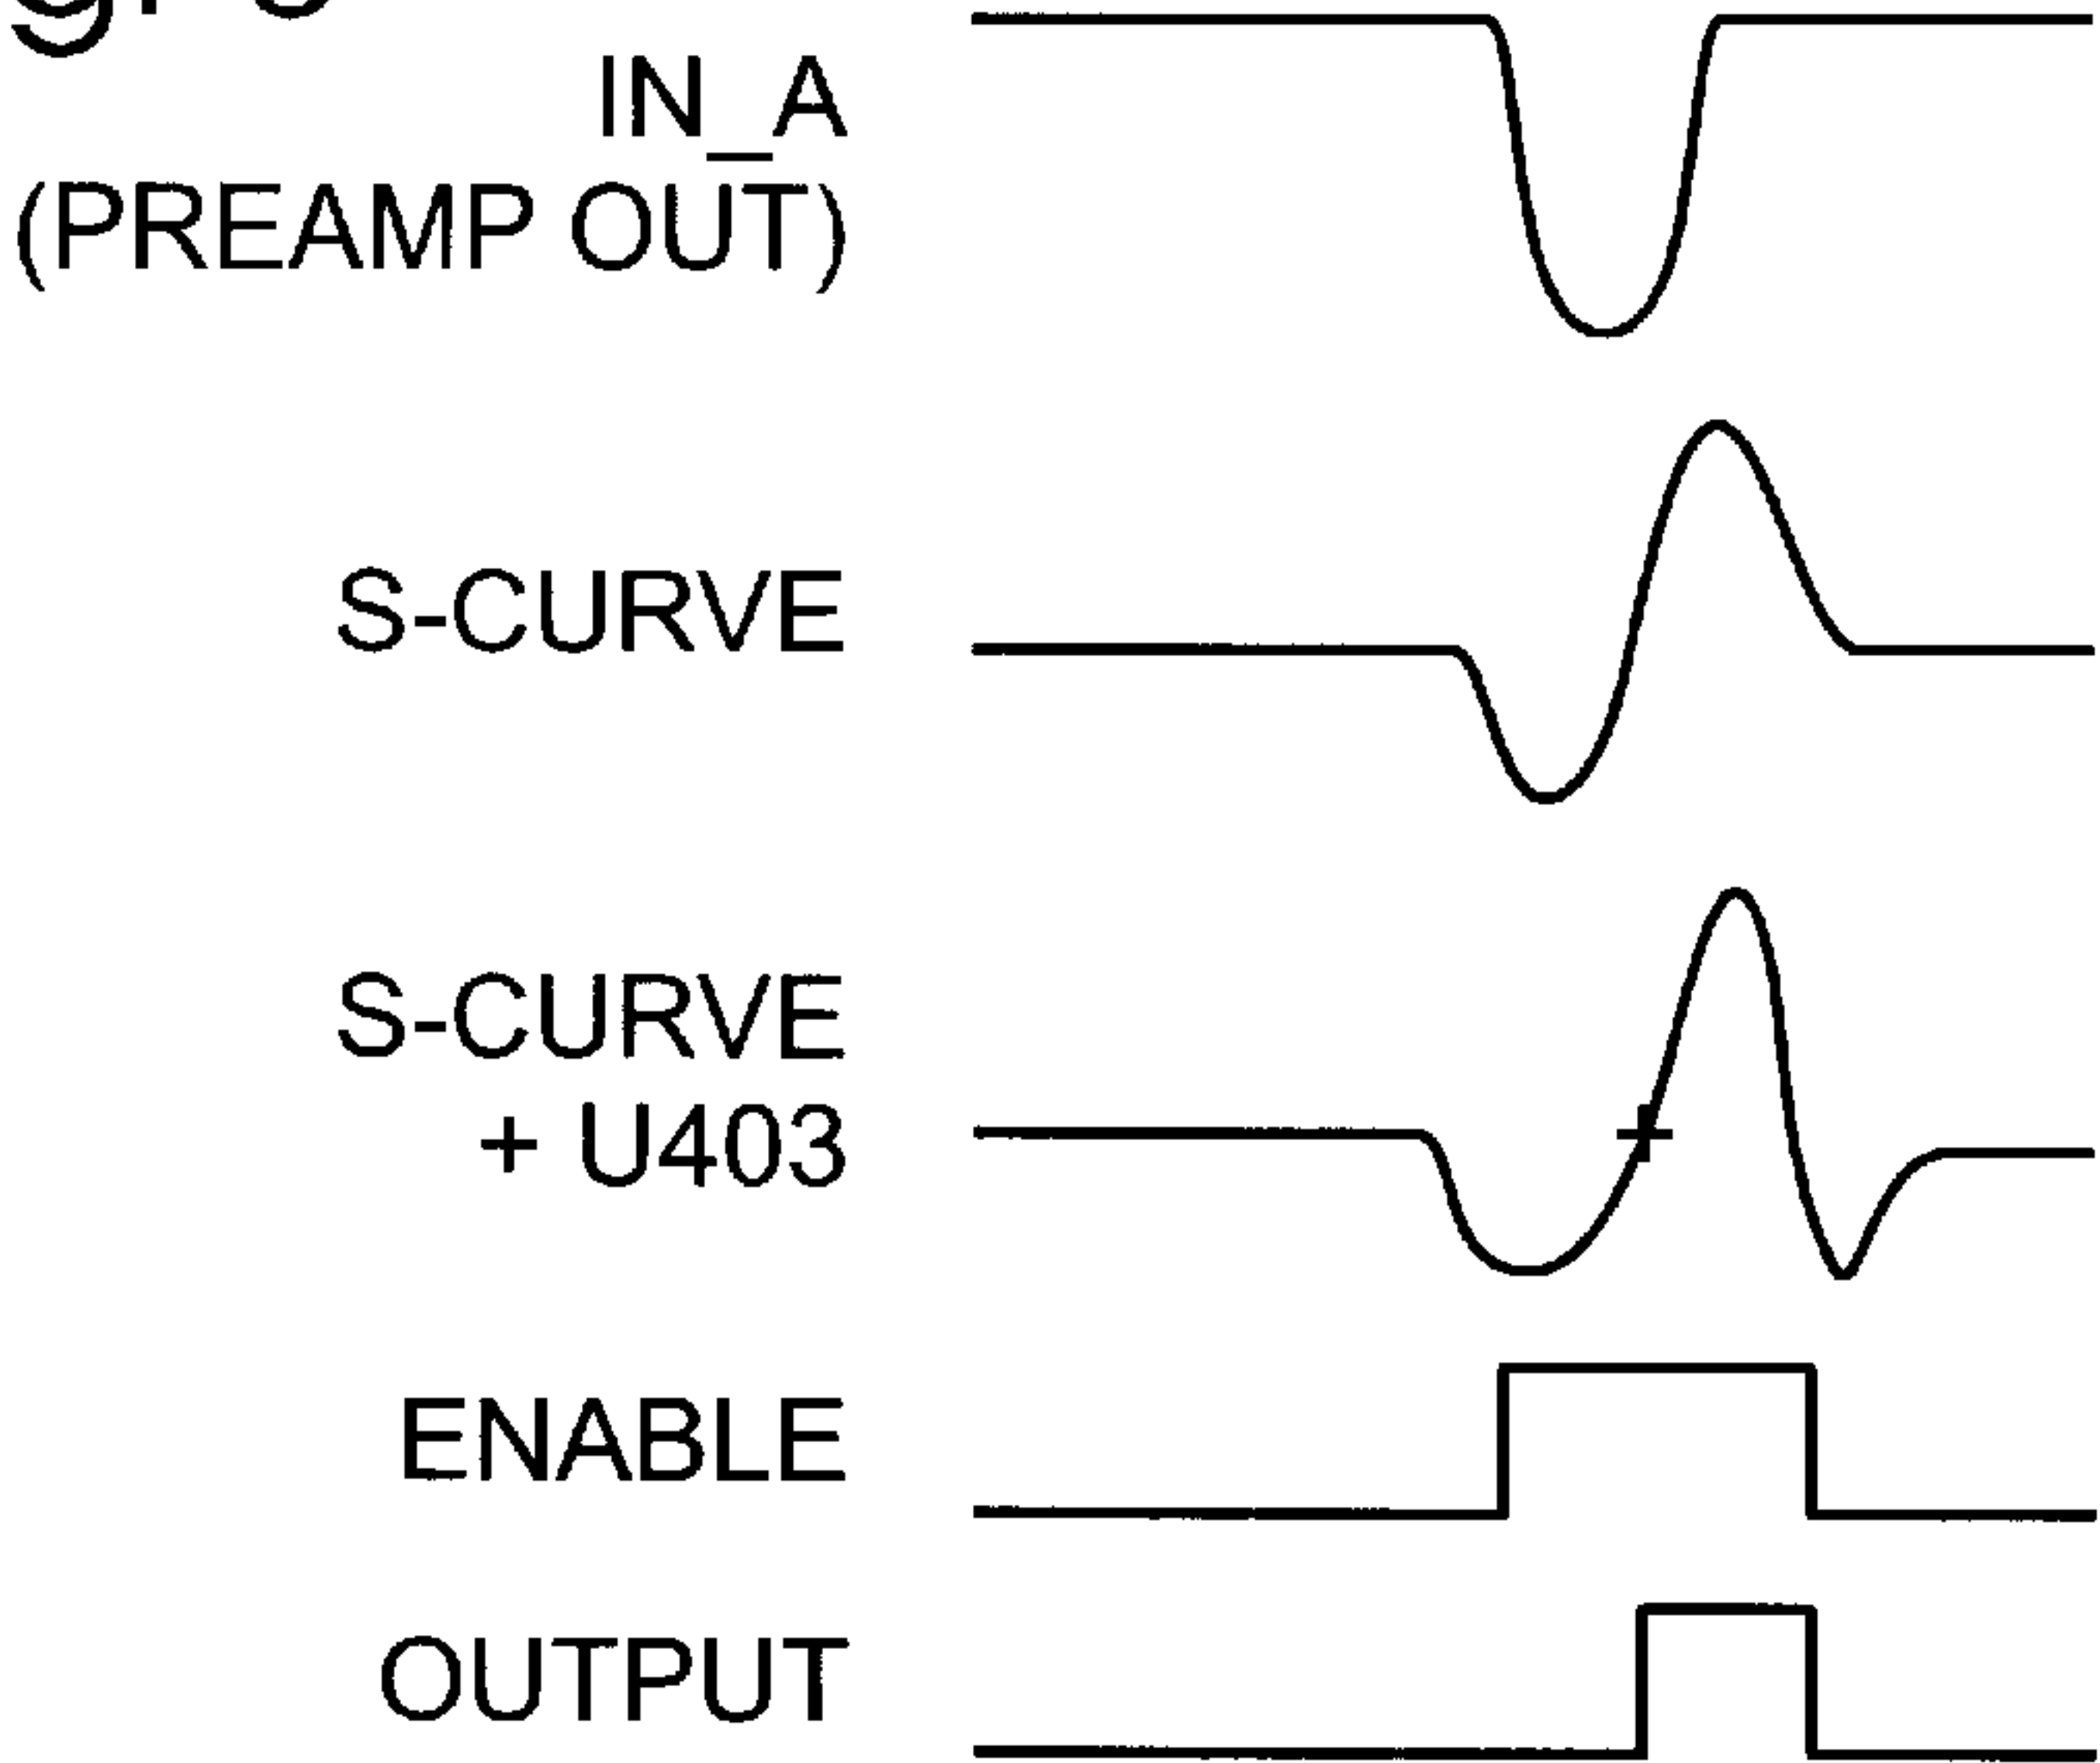 IN_A
(PREAMP OUT)
S-CURVE
S-CURVE
+ U403
ENABLE
OUTPUT